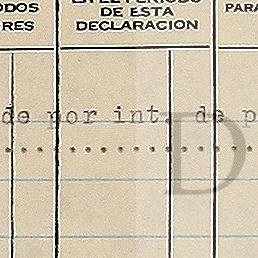 ODOS EN EL PERIODO PARA
RES DE ESTA
DECLARACION
de por int. de p
D